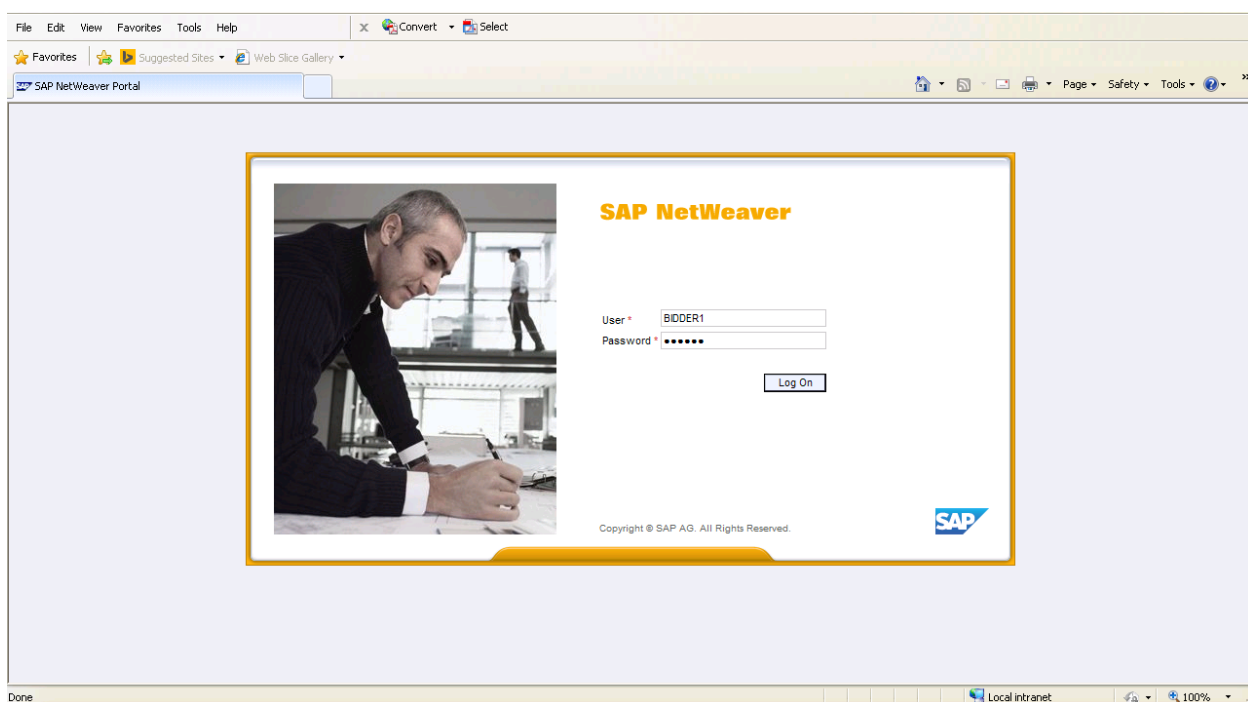 File Edit View Favorites Tools Help x Convert Select
Favorites Suggested Sites Web Slice Gallery
SAP NetWeaver Portal Page Safety Tools »
SAP NetWeaver
User * BIDDER1
Password * ••••••
Log On
Copyright © SAP AG. All Rights Reserved.
SAP
Done Local intranet 100%